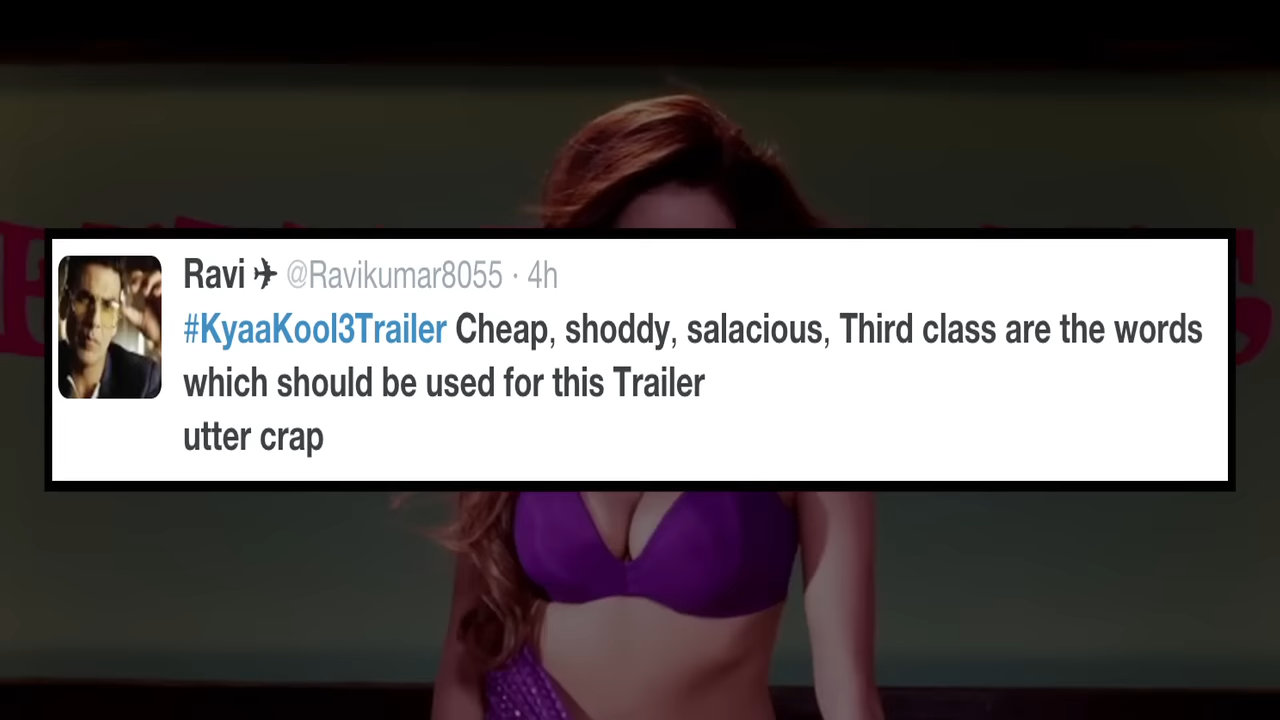 Ravi ✈ @Ravikumar8055 · 4h
#KyaaKool3Trailer Cheap, shoddy, salacious, Third class are the words
which should be used for this Trailer
utter crap